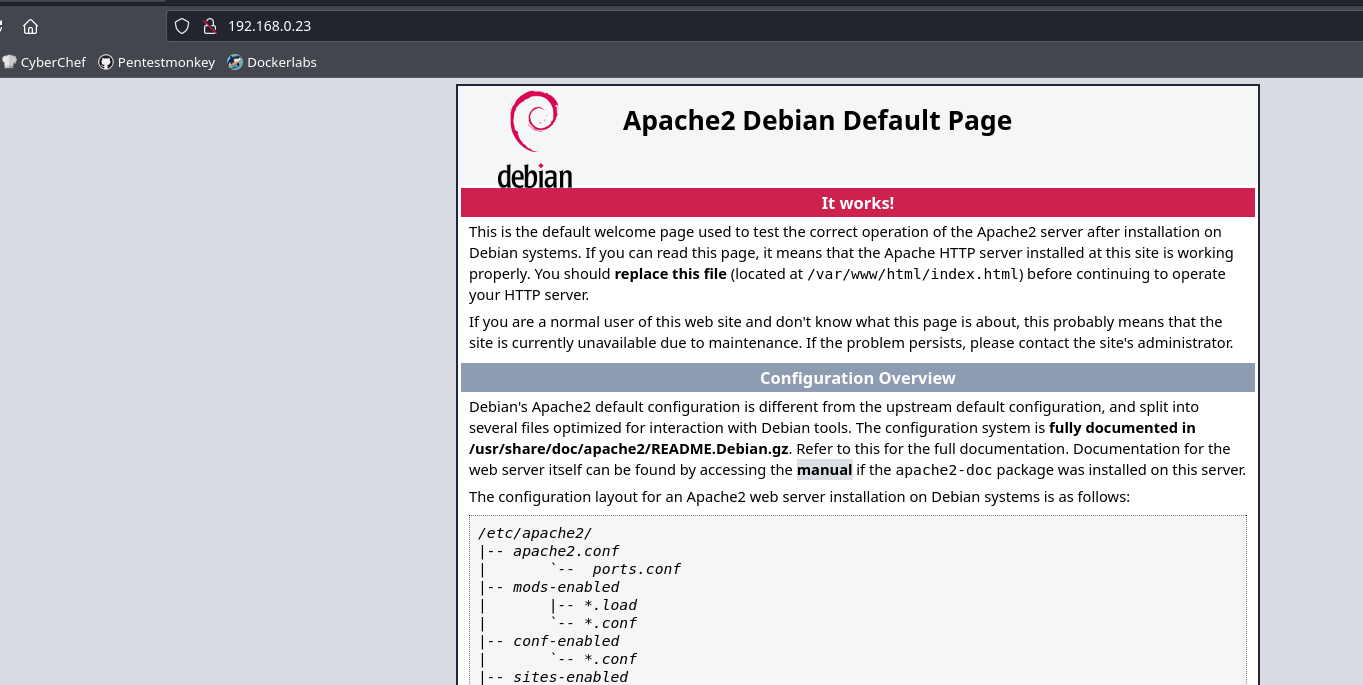 192.168.0.23
CyberChef Pentestmonkey Dockerlabs
debian
Apache2 Debian Default Page
It works!
This is the default welcome page used to test the correct operation of the Apache2 server after installation on
Debian systems. If you can read this page, it means that the Apache HTTP server installed at this site is working
properly. You should replace this file (located at /var/www/html/index.html) before continuing to operate
your HTTP server.
If you are a normal user of this web site and don't know what this page is about, this probably means that the
site is currently unavailable due to maintenance. If the problem persists, please contact the site's administrator.
Configuration Overview
Debian's Apache2 default configuration is different from the upstream default configuration, and split into
several files optimized for interaction with Debian tools. The configuration system is fully documented in
/usr/share/doc/apache2/README.Debian.gz. Refer to this for the full documentation. Documentation for the
web server itself can be found by accessing the manual if the apache2-doc package was installed on this server.
The configuration layout for an Apache2 web server installation on Debian systems is as follows:
/etc/apache2/
|-- apache2.conf
|       `--  ports.conf
|-- mods-enabled
|       |-- *.load
|       `-- *.conf
|-- conf-enabled
|       `-- *.conf
|-- sites-enabled